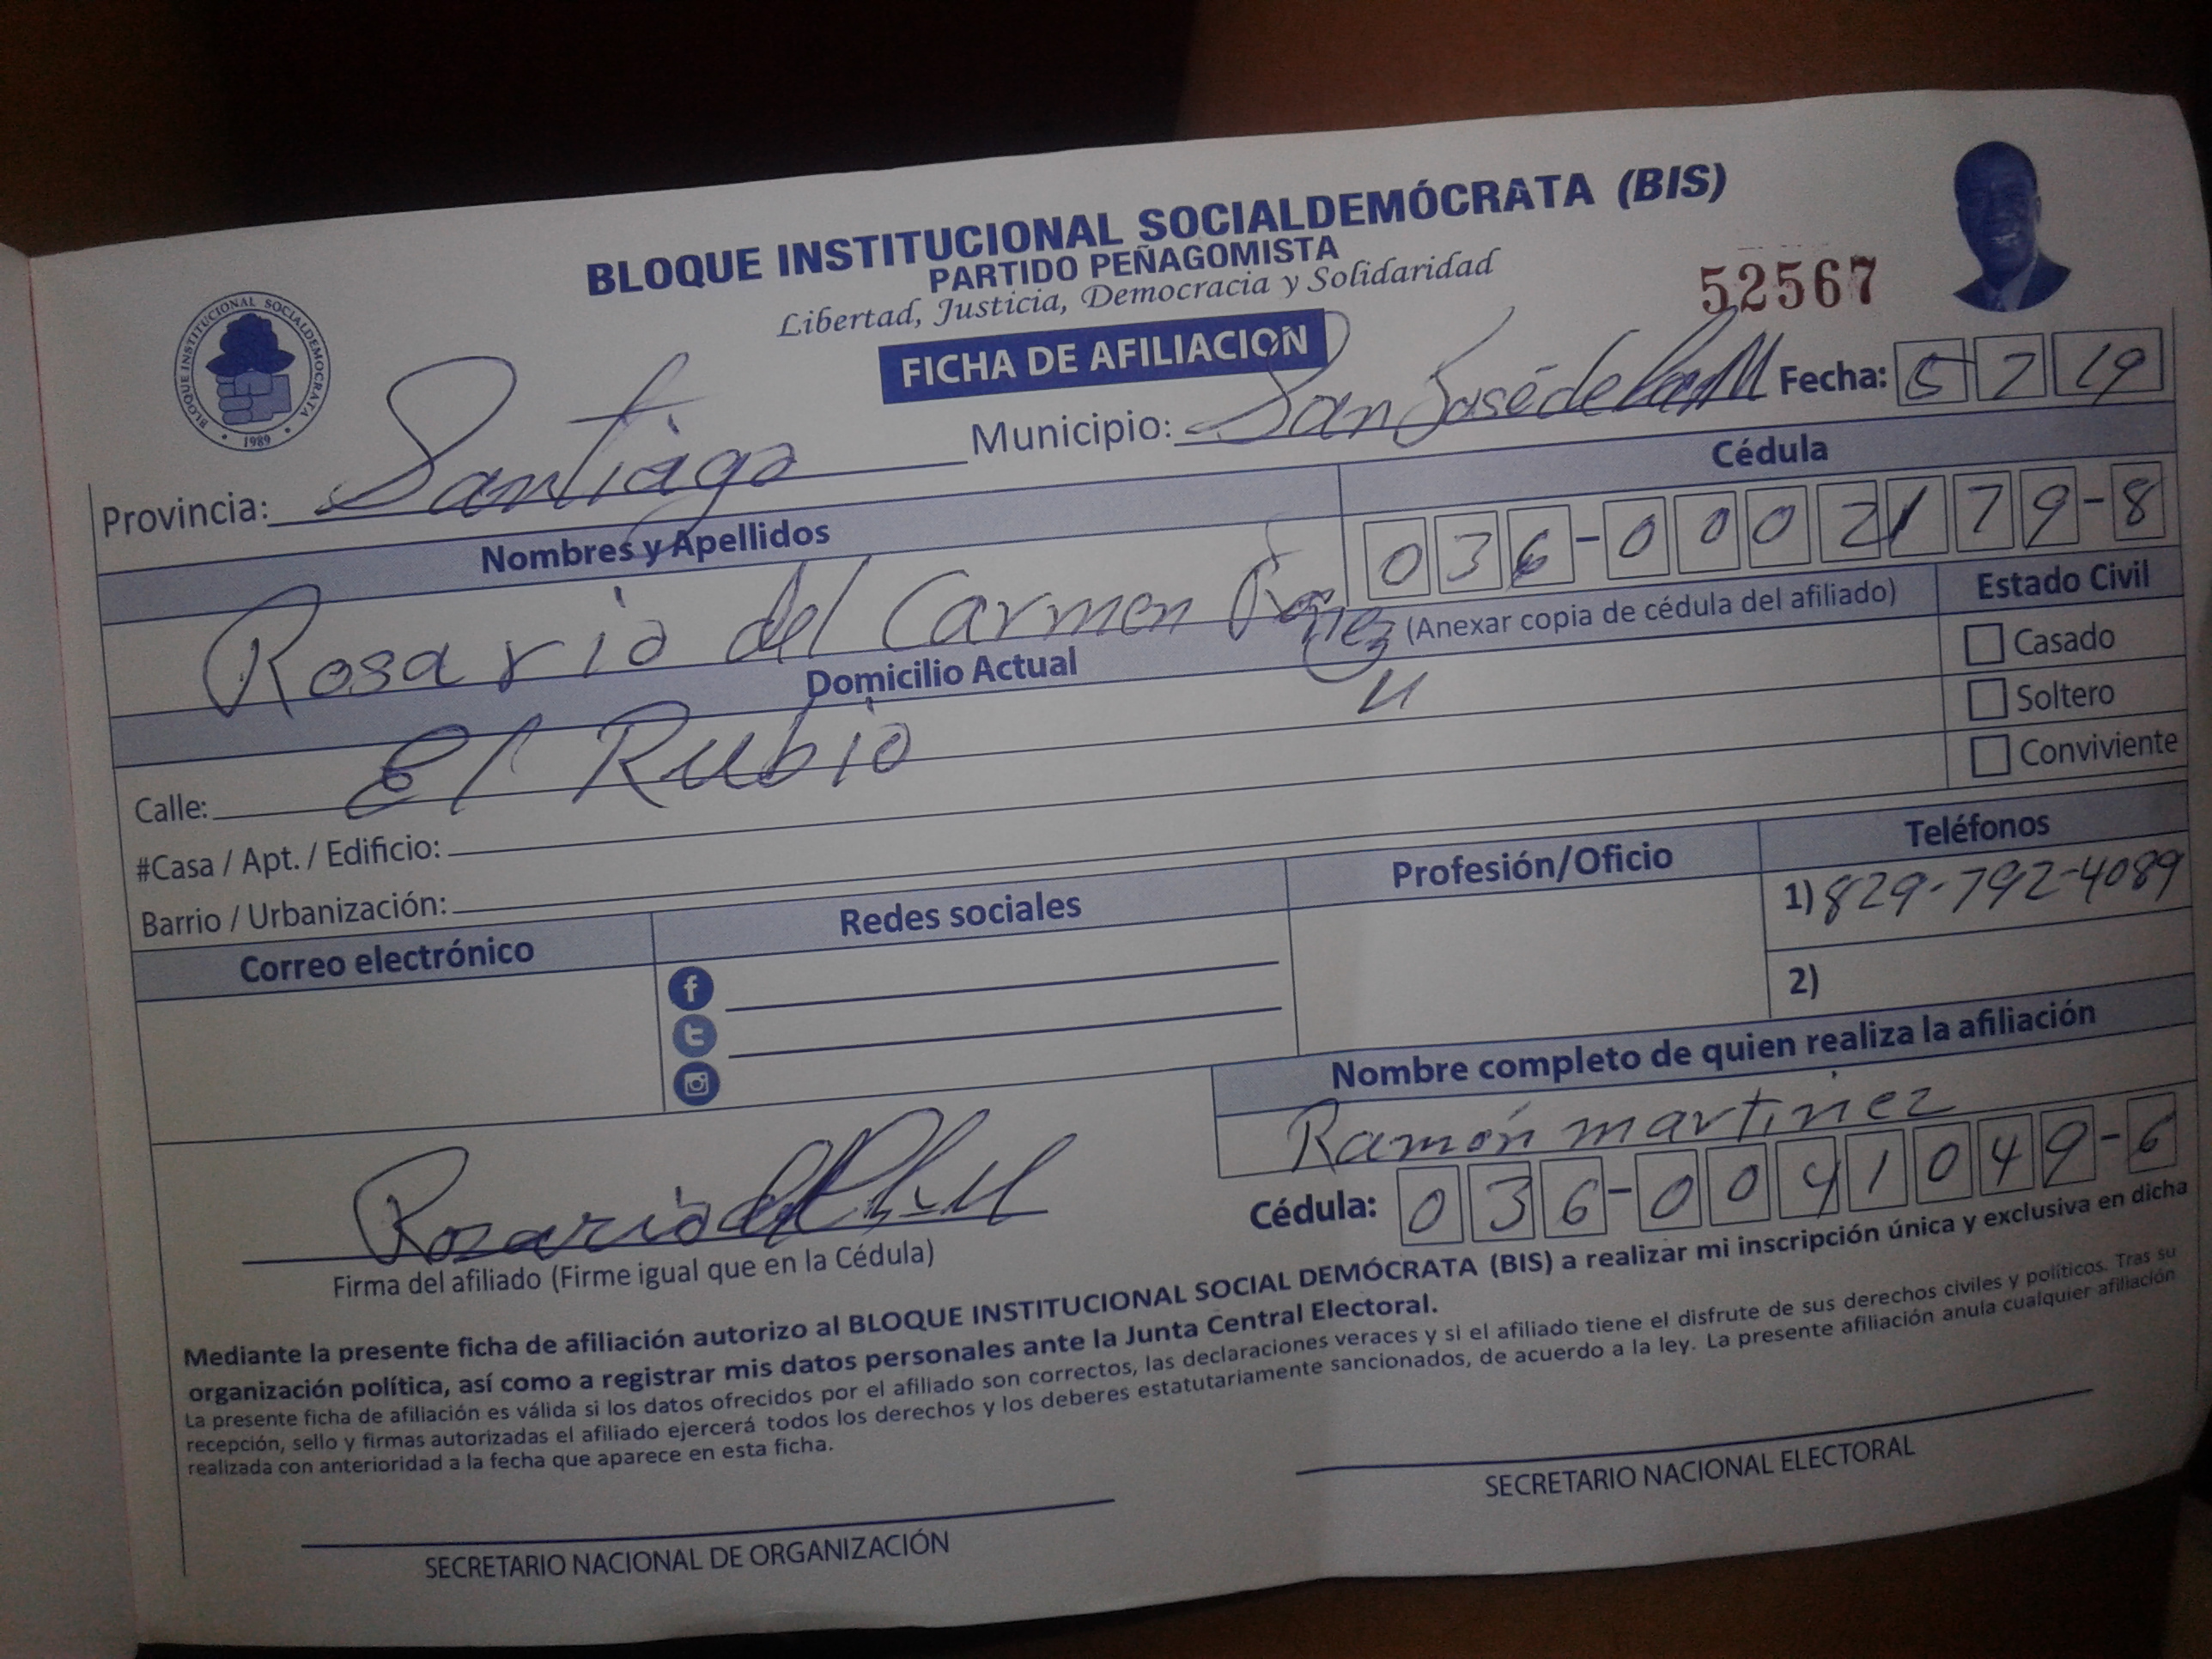 BLOQUE INSTITUCIONAL SOCIALDEMÓCRATA (BIS)
PARTIDO PEÑAGOMISTA
Libertad, Justicia, Democracia y Solidaridad
52567
BLOQUE INSTITUCIONAL SOCIALDEMOCRATA
1989
FICHA DE AFILIACION
Provincia: Santiago Municipio: San José de las M Fecha: 5 7 19
Nombres y Apellidos Cédula
Rosario del Carmen 036-0002179-8
(Anexar copia de cédula del afiliado) Estado Civil
Domicilio Actual
Casado
Soltero
Conviviente
Calle: El Rubio
#Casa / Apt. / Edificio:
Barrio / Urbanización:
Correo electrónico Redes sociales Profesión/Oficio Teléfonos
1) 829-792-4089
2)
Nombre completo de quien realiza la afiliación
Ramón martinez
Cédula: 036-0041049-6
Rosario del
Firma del afiliado (Firme igual que en la Cédula)
Mediante la presente ficha de afiliación autorizo al BLOQUE INSTITUCIONAL SOCIAL DEMÓCRATA (BIS) a realizar mi inscripción única y exclusiva en dicha
organización política, así como a registrar mis datos personales ante la Junta Central Electoral.
La presente ficha de afiliación es válida si los datos ofrecidos por el afiliado son correctos, las declaraciones veraces y si el afiliado tiene el disfrute de sus derechos civiles y políticos. Tras su
recepción, sello y firmas autorizadas el afiliado ejercerá todos los derechos y los deberes estatutariamente sancionados, de acuerdo a la ley. La presente afiliación anula cualquier afiliación
realizada con anterioridad a la fecha que aparece en esta ficha.
SECRETARIO NACIONAL DE ORGANIZACIÓN
SECRETARIO NACIONAL ELECTORAL